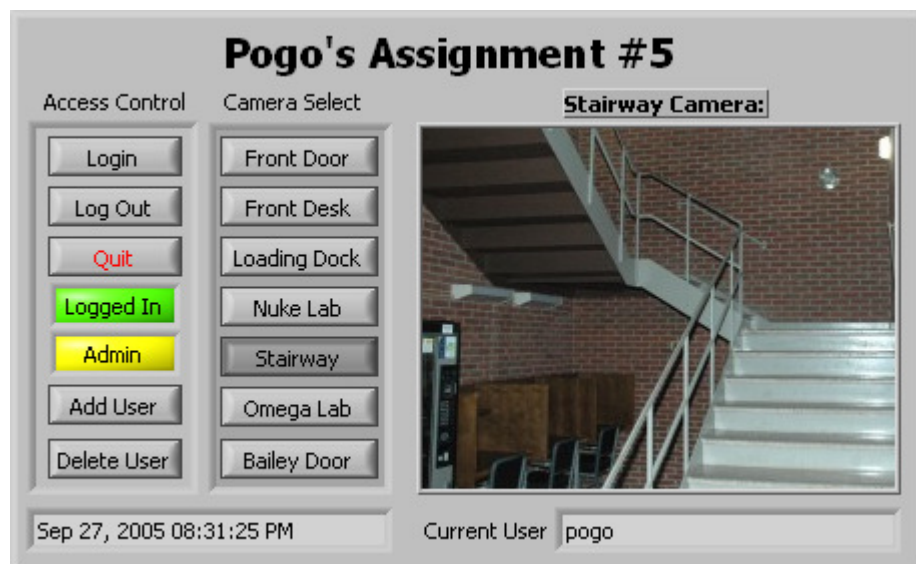 Pogo's Assignment #5
Access Control
Camera Select
Stairway Camera:
Login
Log Out
Quit
Logged In
Admin
Add User
Delete User
Front Door
Front Desk
Loading Dock
Nuke Lab
Stairway
Omega Lab
Bailey Door
Sep 27, 2005 08:31:25 PM
Current User pogo